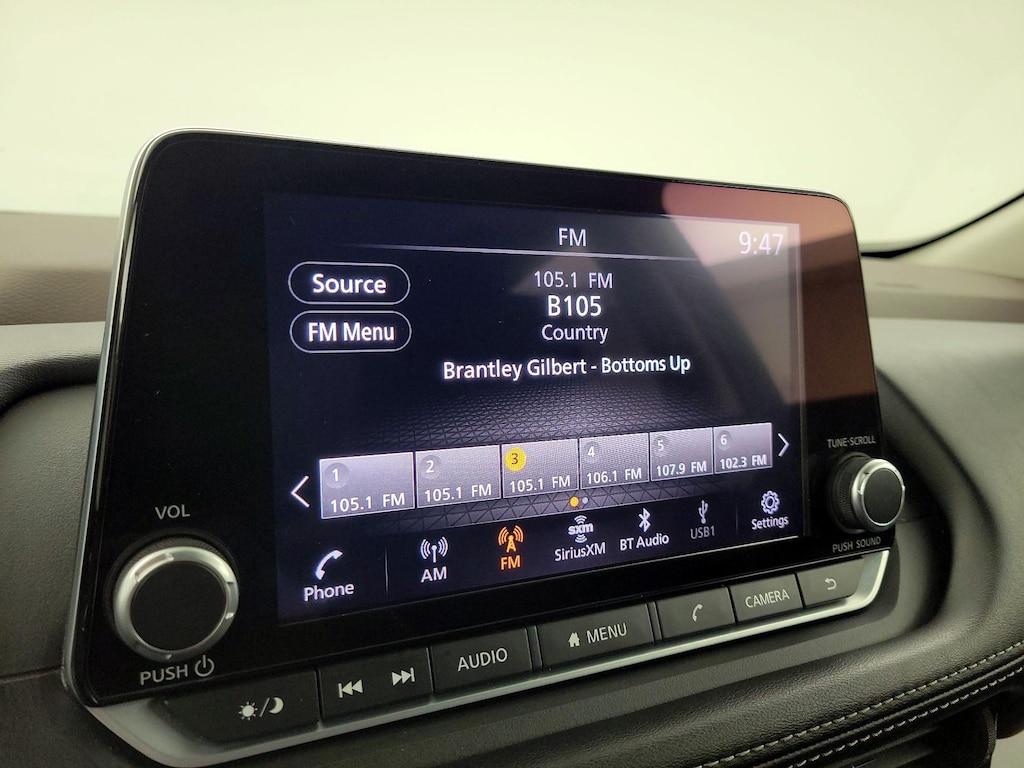 FM
9:47
Source
105.1 FM
B105
FM Menu
Country
Brantley Gilbert - Bottoms Up
1
105.1 FM
2
105.1 FM
3
105.1 FM
4
106.1 FM
5
107.9 FM
6
102.3 FM
Phone
AM
FM
sxm
SiriusXM
BT Audio
USB1
Settings
VOL
PUSH
TUNE·SCROLL
PUSH SOUND
AUDIO
MENU
CAMERA